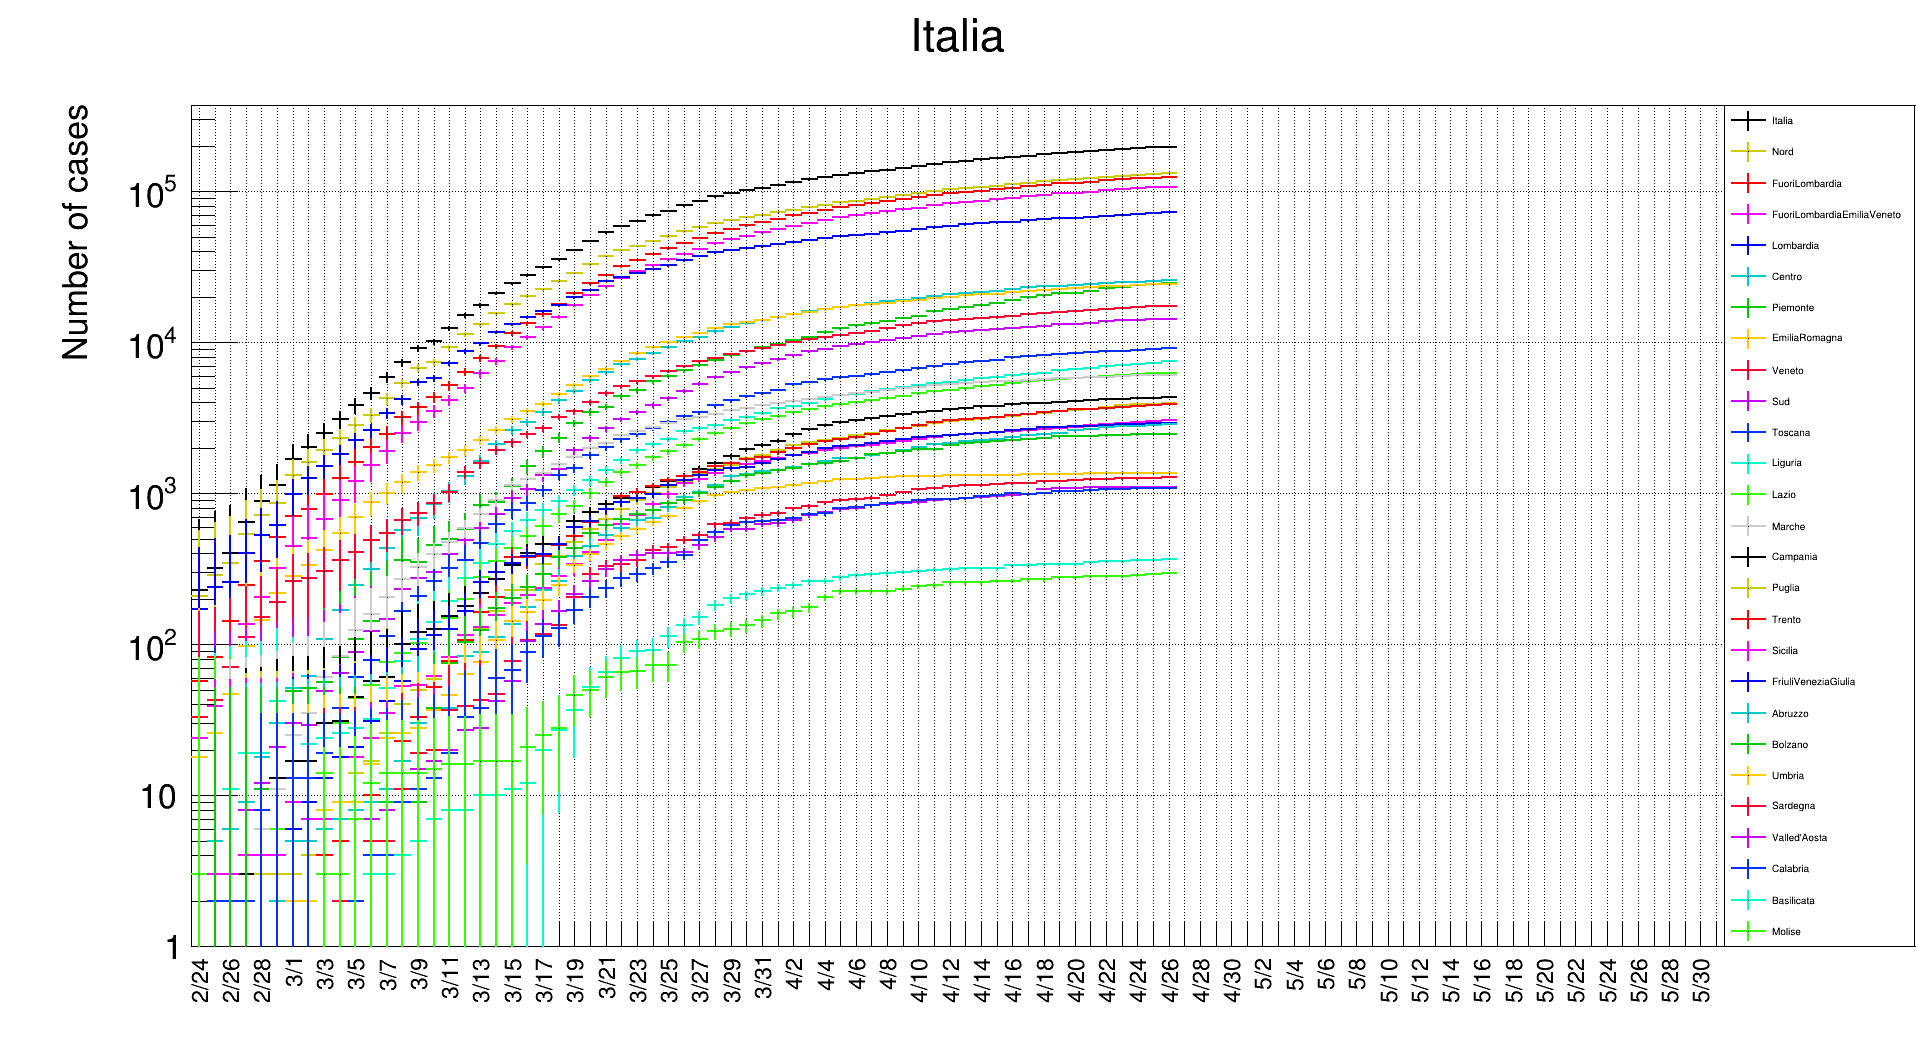 Italia
Number of cases
10^5
10^4
10^3
10^2
10
1
2/24
2/26
2/28
3/1
3/3
3/5
3/7
3/9
3/11
3/13
3/15
3/17
3/19
3/21
3/23
3/25
3/27
3/29
3/31
4/2
4/4
4/6
4/8
4/10
4/12
4/14
4/16
4/18
4/20
4/22
4/24
4/26
4/28
4/30
5/2
5/4
5/6
5/8
5/10
5/12
5/14
5/16
5/18
5/20
5/22
5/24
5/26
5/28
5/30
Italia
Nord
FuoriLombardia
FuoriLombardiaEmiliaVeneto
Lombardia
Centro
Piemonte
EmiliaRomagna
Veneto
Sud
Toscana
Liguria
Lazio
Marche
Campania
Puglia
Trento
Sicilia
FriuliVeneziaGiulia
Abruzzo
Bolzano
Umbria
Sardegna
Valled'Aosta
Calabria
Basilicata
Molise